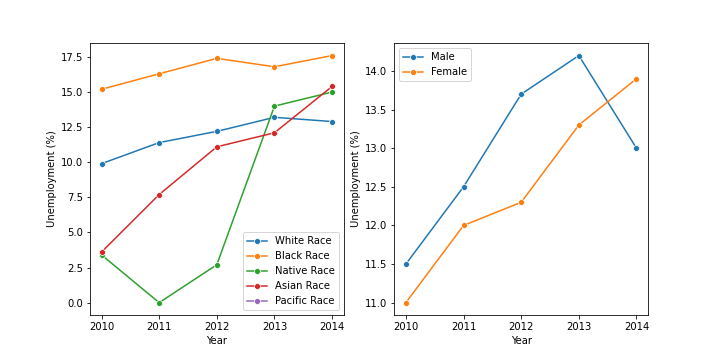 17.5
15.0
12.5
10.0
7.5
5.0
2.5
0.0
Unemployment (%)
2010 2011 2012 2013 2014
Year
White Race
Black Race
Native Race
Asian Race
Pacific Race
14.0
13.5
13.0
12.5
12.0
11.5
11.0
Unemployment (%)
2010 2011 2012 2013 2014
Year
Male
Female